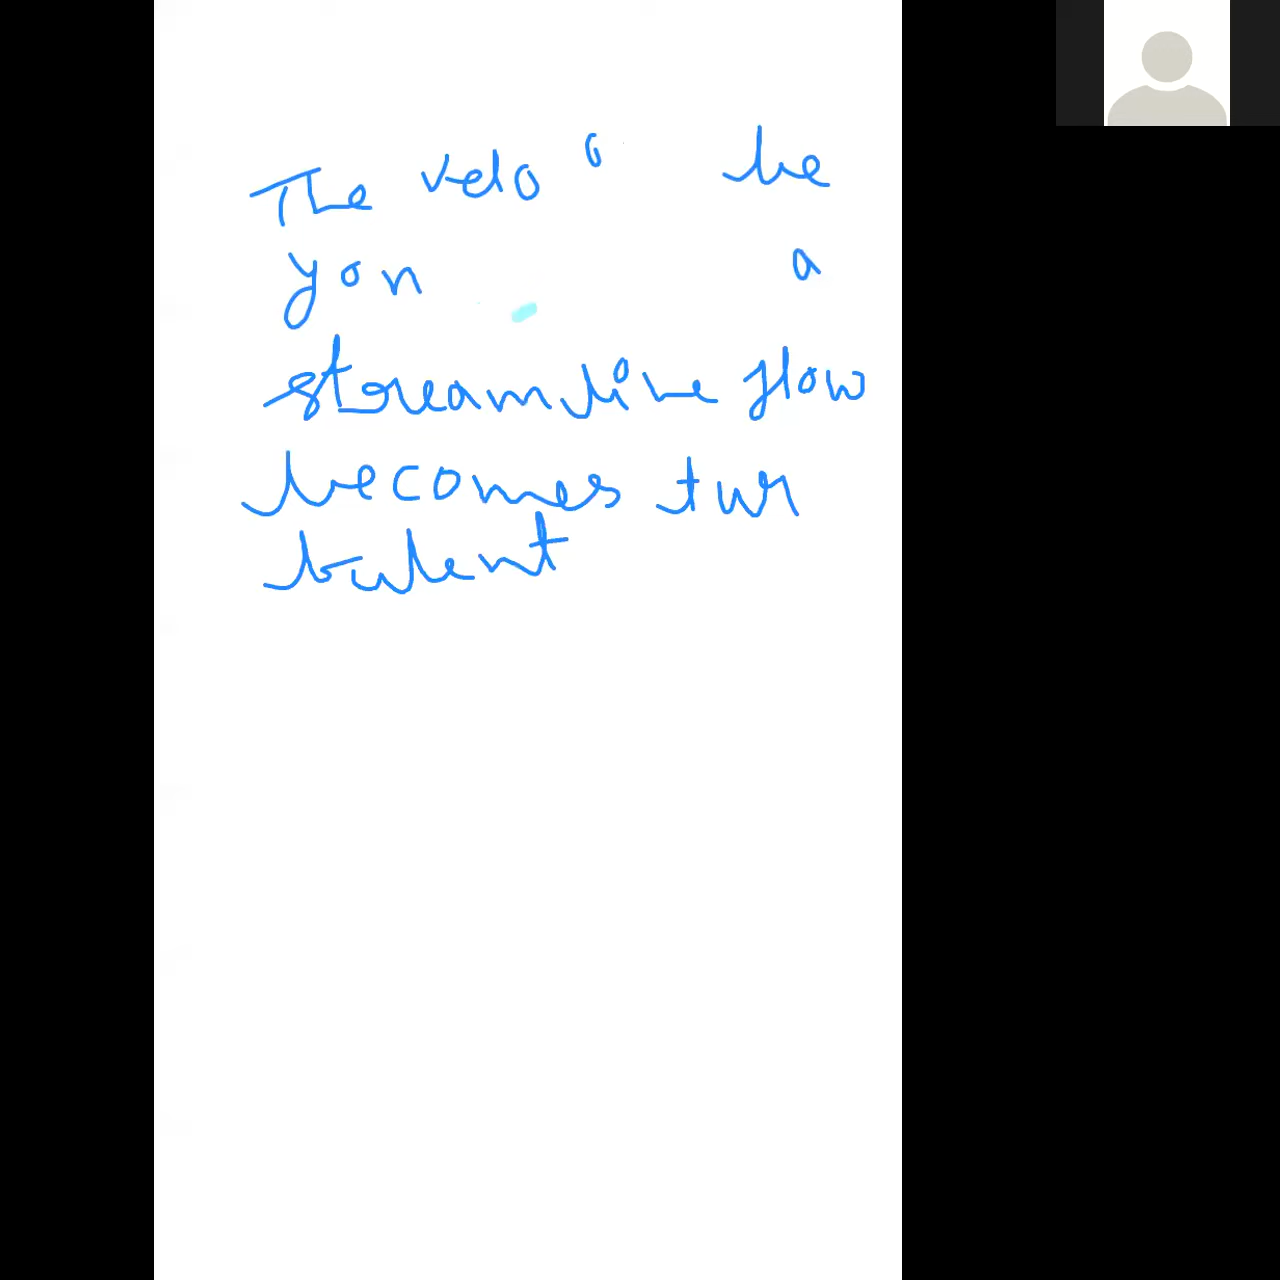 The velo be
yon a
streamline flow
becomes tur
bulent